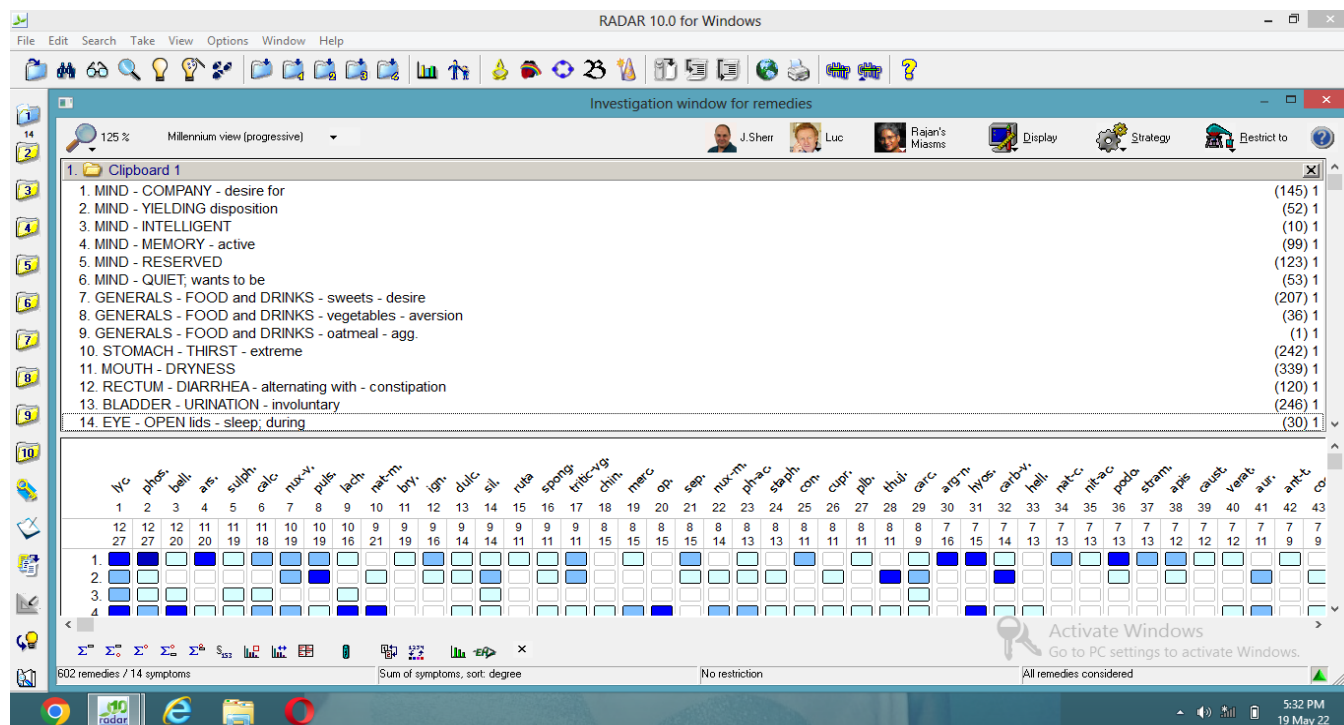 RADAR 10.0 for Windows
File Edit Search Take View Options Window Help
Investigation window for remedies
125 % Millennium view (progressive) J.Sherr Luc Rajan's Miasms Display Strategy Restrict to
1. Clipboard 1
1. MIND - COMPANY - desire for (145) 1
2. MIND - YIELDING disposition (52) 1
3. MIND - INTELLIGENT (10) 1
4. MIND - MEMORY - active (99) 1
5. MIND - RESERVED (123) 1
6. MIND - QUIET; wants to be (53) 1
7. GENERALS - FOOD and DRINKS - sweets - desire (207) 1
8. GENERALS - FOOD and DRINKS - vegetables - aversion (36) 1
9. GENERALS - FOOD and DRINKS - oatmeal - agg. (1) 1
10. STOMACH - THIRST - extreme (242) 1
11. MOUTH - DRYNESS (339) 1
12. RECTUM - DIARRHEA - alternating with - constipation (120) 1
13. BLADDER - URINATION - involuntary (246) 1
14. EYE - OPEN lids - sleep; during (30) 1
lyc. phos. bell. ars. sulph. calc. nux-v. puls. lach. nat-m. bry. ign. dulc. sil. ruta spong. tritic-vg. chin. merc. op. sep. nux-m. ph-ac. staph. con. cupr. plb. thuj. carc. arg-n. hyos. carb-v. hell. nat-c. nit-ac. podo. stram. apis caust. verat. aur. ant-t.
1 2 3 4 5 6 7 8 9 10 11 12 13 14 15 16 17 18 19 20 21 22 23 24 25 26 27 28 29 30 31 32 33 34 35 36 37 38 39 40 41 42 43
12 12 12 11 11 11 10 10 10 9 9 9 9 9 9 9 9 8 8 8 8 8 8 8 8 8 8 8 8 7 7 7 7 7 7 7 7 7 7 7 7 7 7
27 27 20 20 19 18 19 19 16 21 19 16 14 14 11 11 11 15 15 15 15 14 13 13 11 11 11 11 9 16 15 14 13 13 13 13 13 12 12 12 11 9 9
1.
2.
3.
4.
602 remedies / 14 symptoms Sum of symptoms, sort: degree No restriction All remedies considered
Activate Windows
Go to PC settings to activate Windows.
1
14
2
3
4
5
6
7
8
9
10
5:32 PM
19 May 22